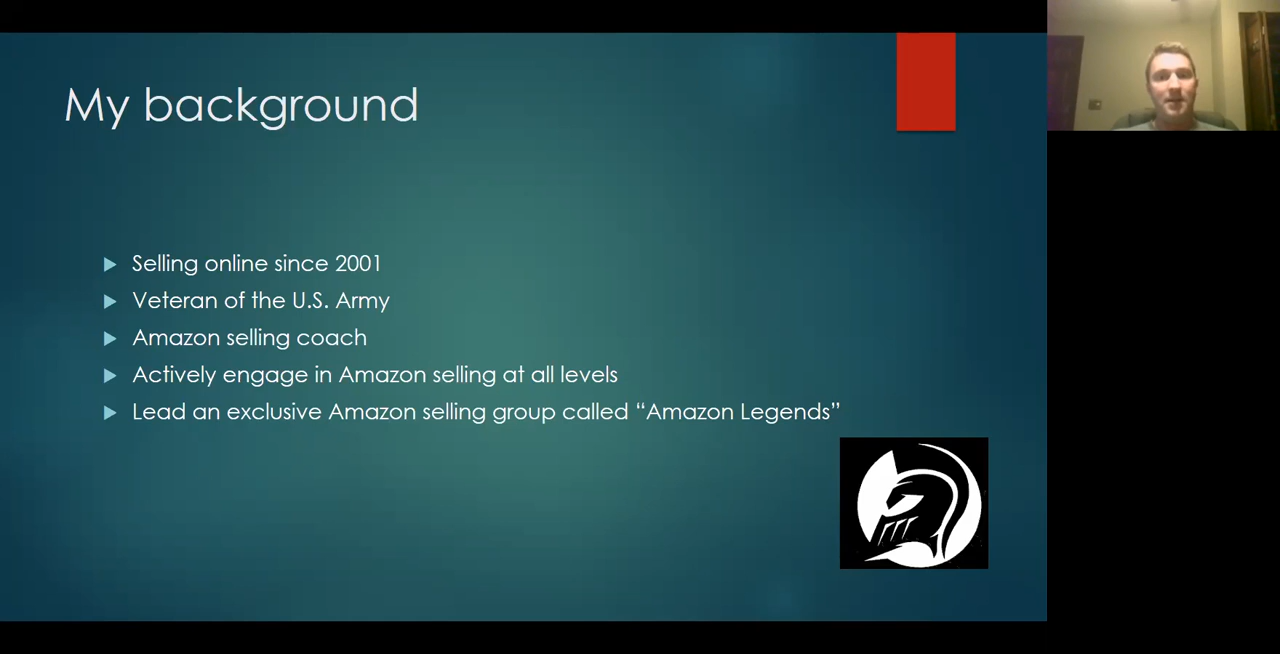 My background
Selling online since 2001
Veteran of the U.S. Army
Amazon selling coach
Actively engage in Amazon selling at all levels
Lead an exclusive Amazon selling group called “Amazon Legends”